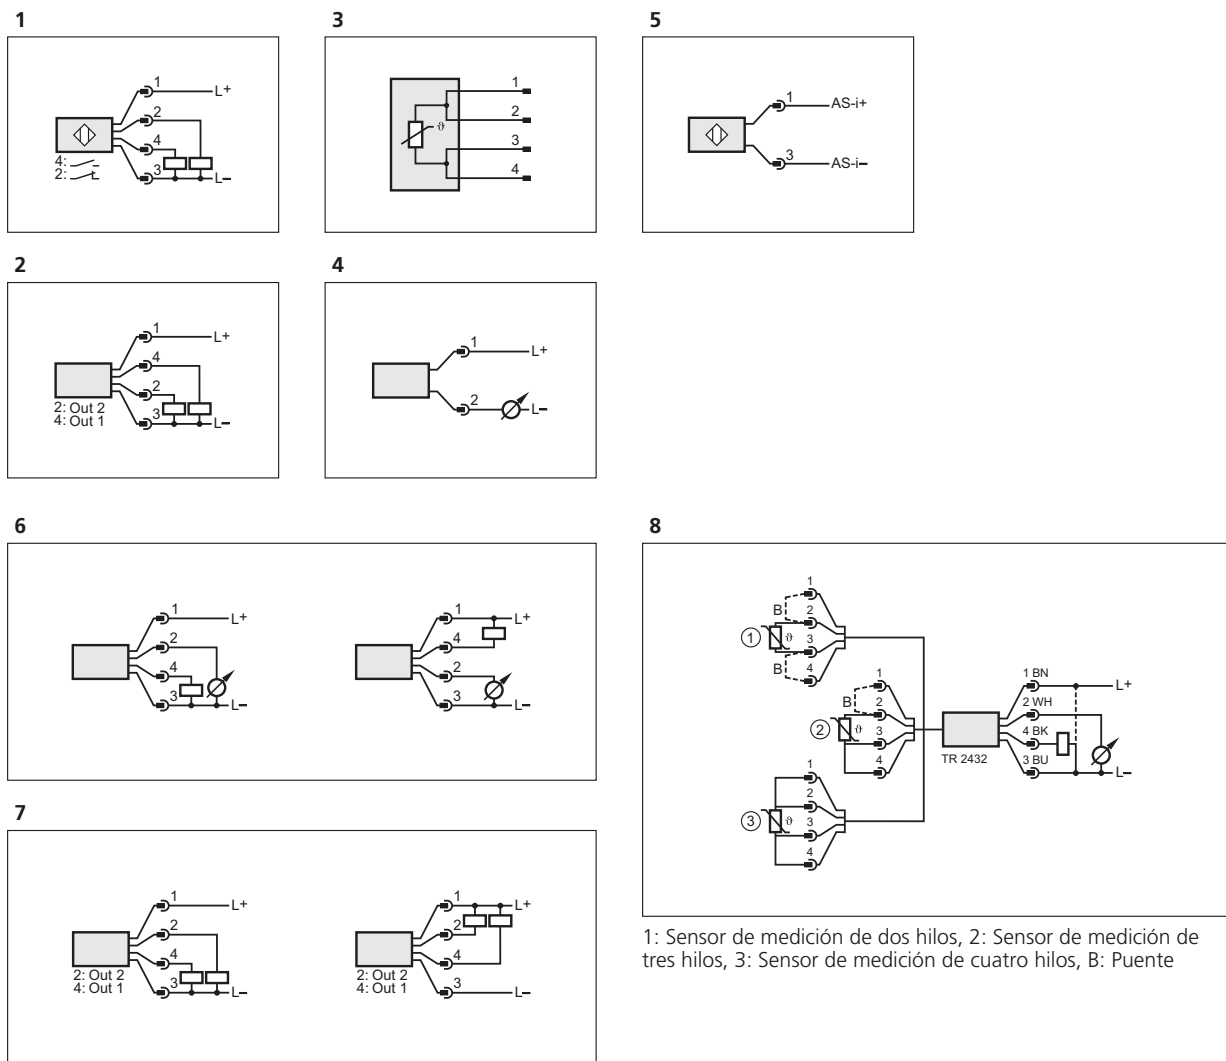 1
1
L+
2
4
4:
2:
3
L–
3
1
2
ϑ
3
4
5
1
AS-i+
3
AS-i–
2
1
L+
4
2
2: Out 2
4: Out 1
3
L–
4
1
L+
2
L–
6
1
L+
2
4
3
L–
1
L+
4
2
3
L–
7
1
L+
2
4
2: Out 2
4: Out 1
3
L–
1
L+
2
4
2: Out 2
4: Out 1
3
L–
8
1
B
2
1
ϑ
3
B
4
1
B
2
2
ϑ
3
4
1
2
3
ϑ
3
4
TR 2432
1 BN
L+
2 WH
4 BK
3 BU
L–
1: Sensor de medición de dos hilos, 2: Sensor de medición de
tres hilos, 3: Sensor de medición de cuatro hilos, B: Puente